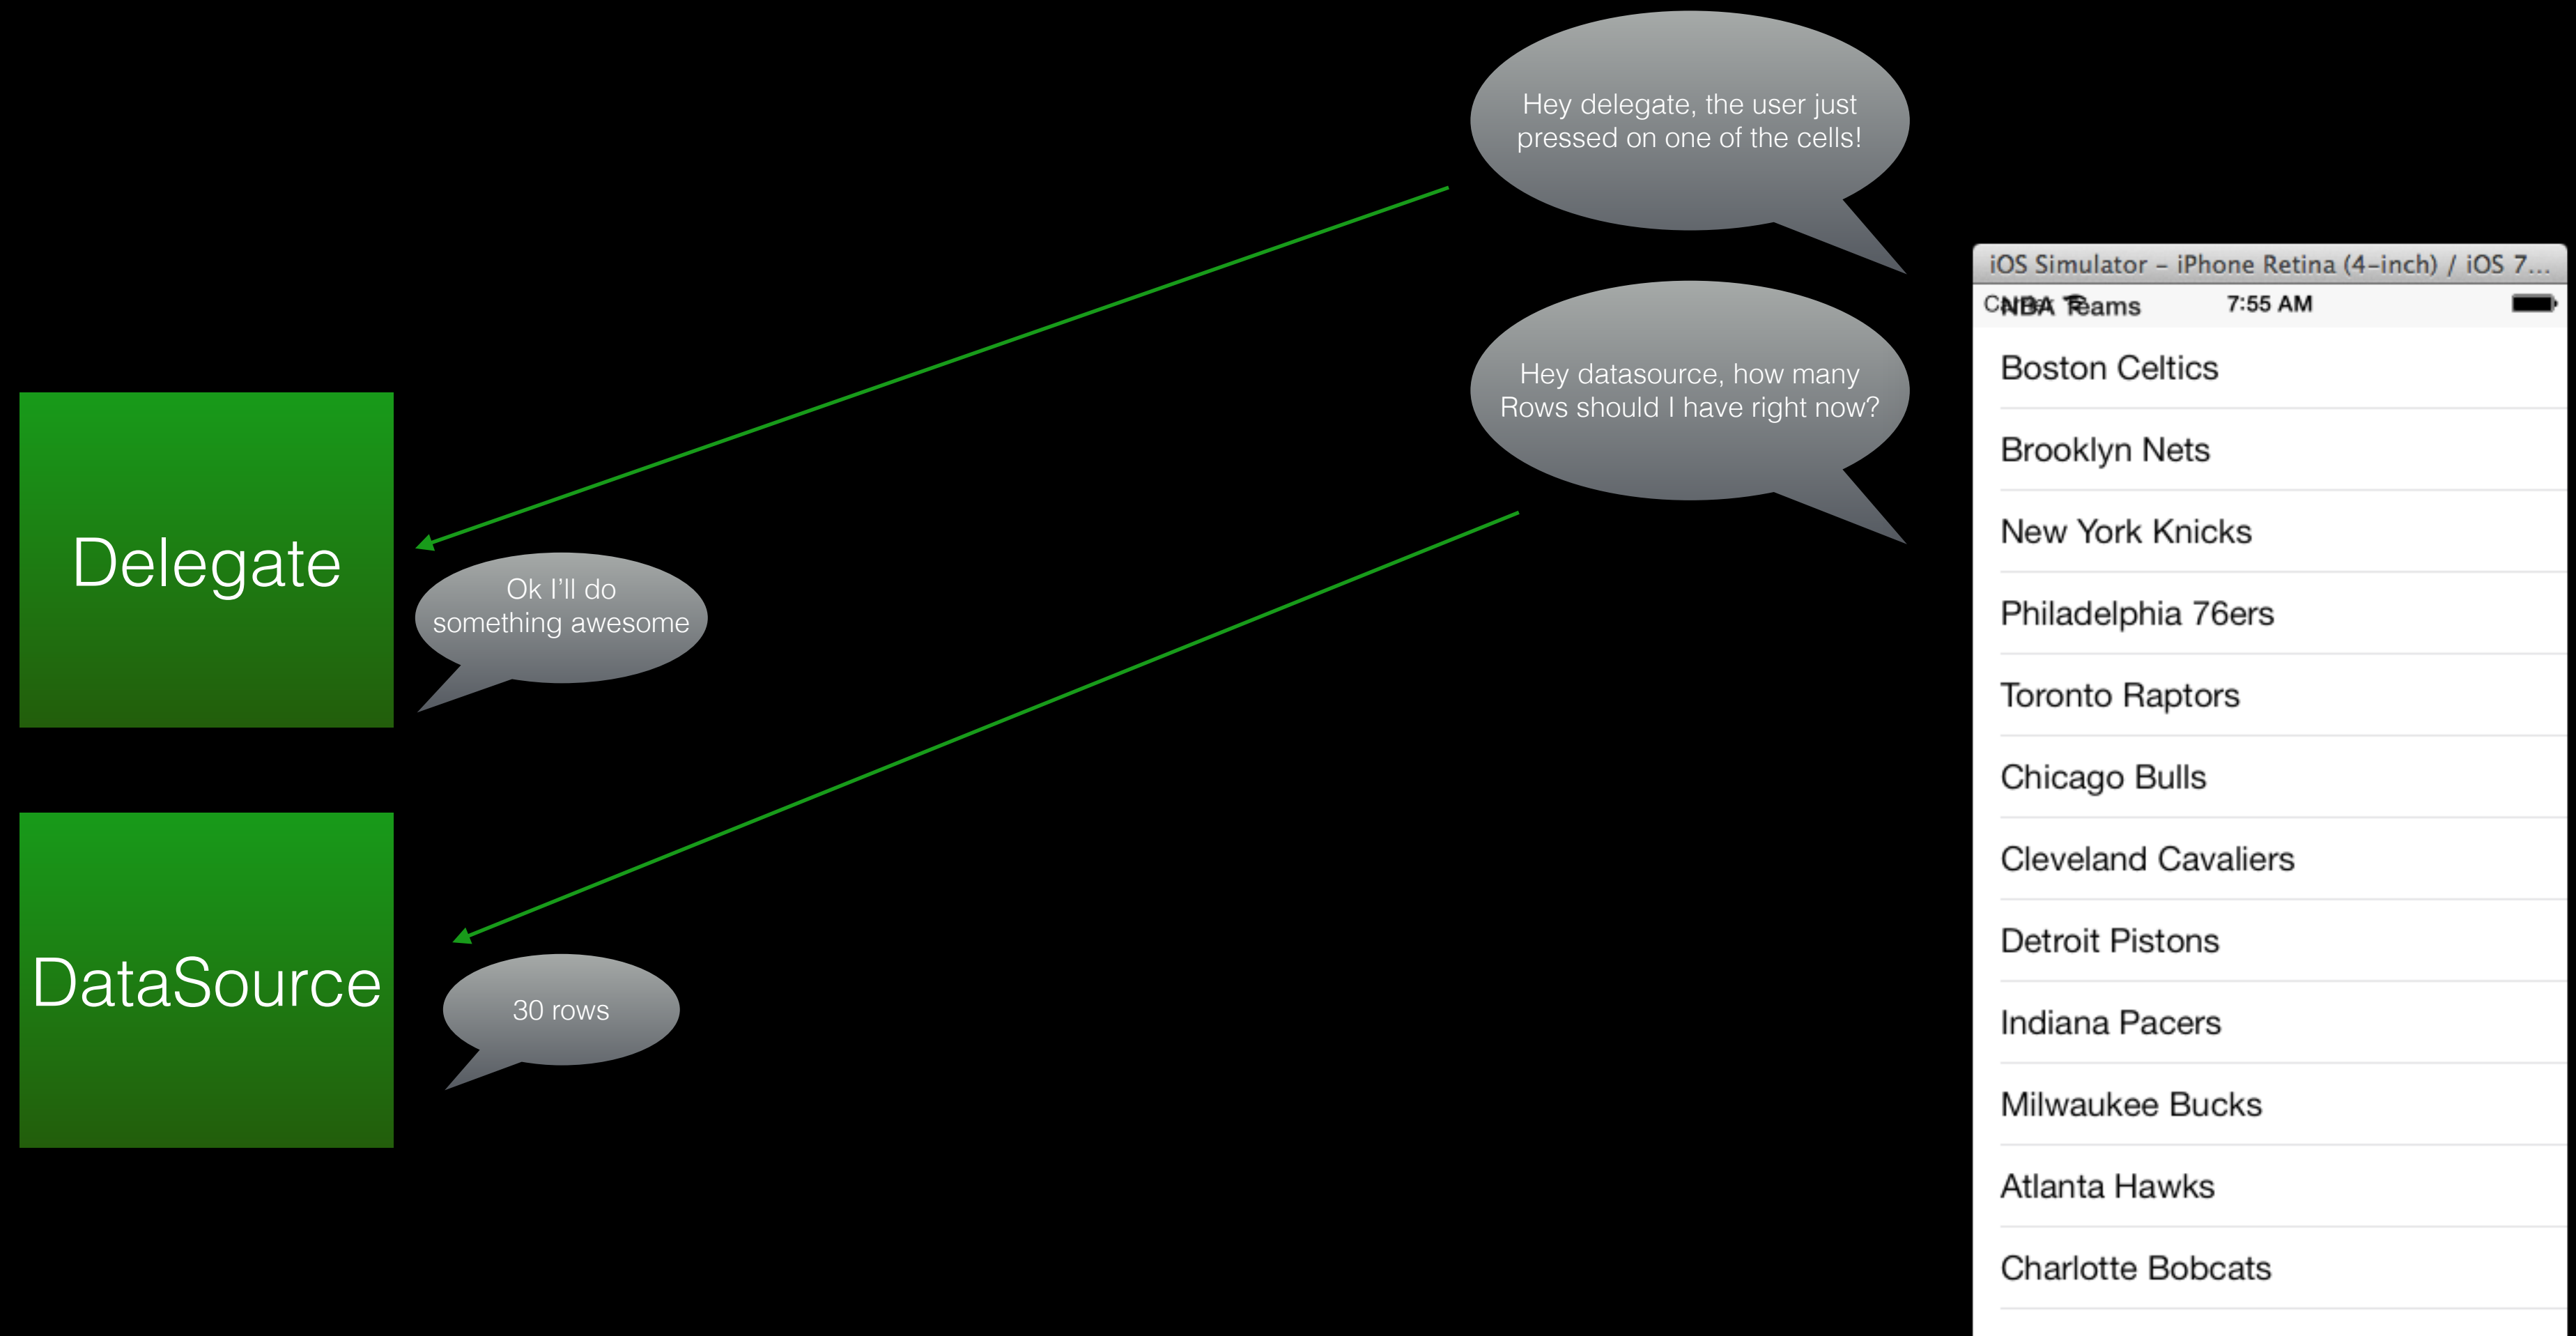 Hey delegate, the user just
pressed on one of the cells!
Hey datasource, how many
Rows should I have right now?
Delegate
Ok I'll do
something awesome
DataSource
30 rows
iOS Simulator – iPhone Retina (4-inch) / iOS 7...
NBA Teams
7:55 AM
Boston Celtics
Brooklyn Nets
New York Knicks
Philadelphia 76ers
Toronto Raptors
Chicago Bulls
Cleveland Cavaliers
Detroit Pistons
Indiana Pacers
Milwaukee Bucks
Atlanta Hawks
Charlotte Bobcats